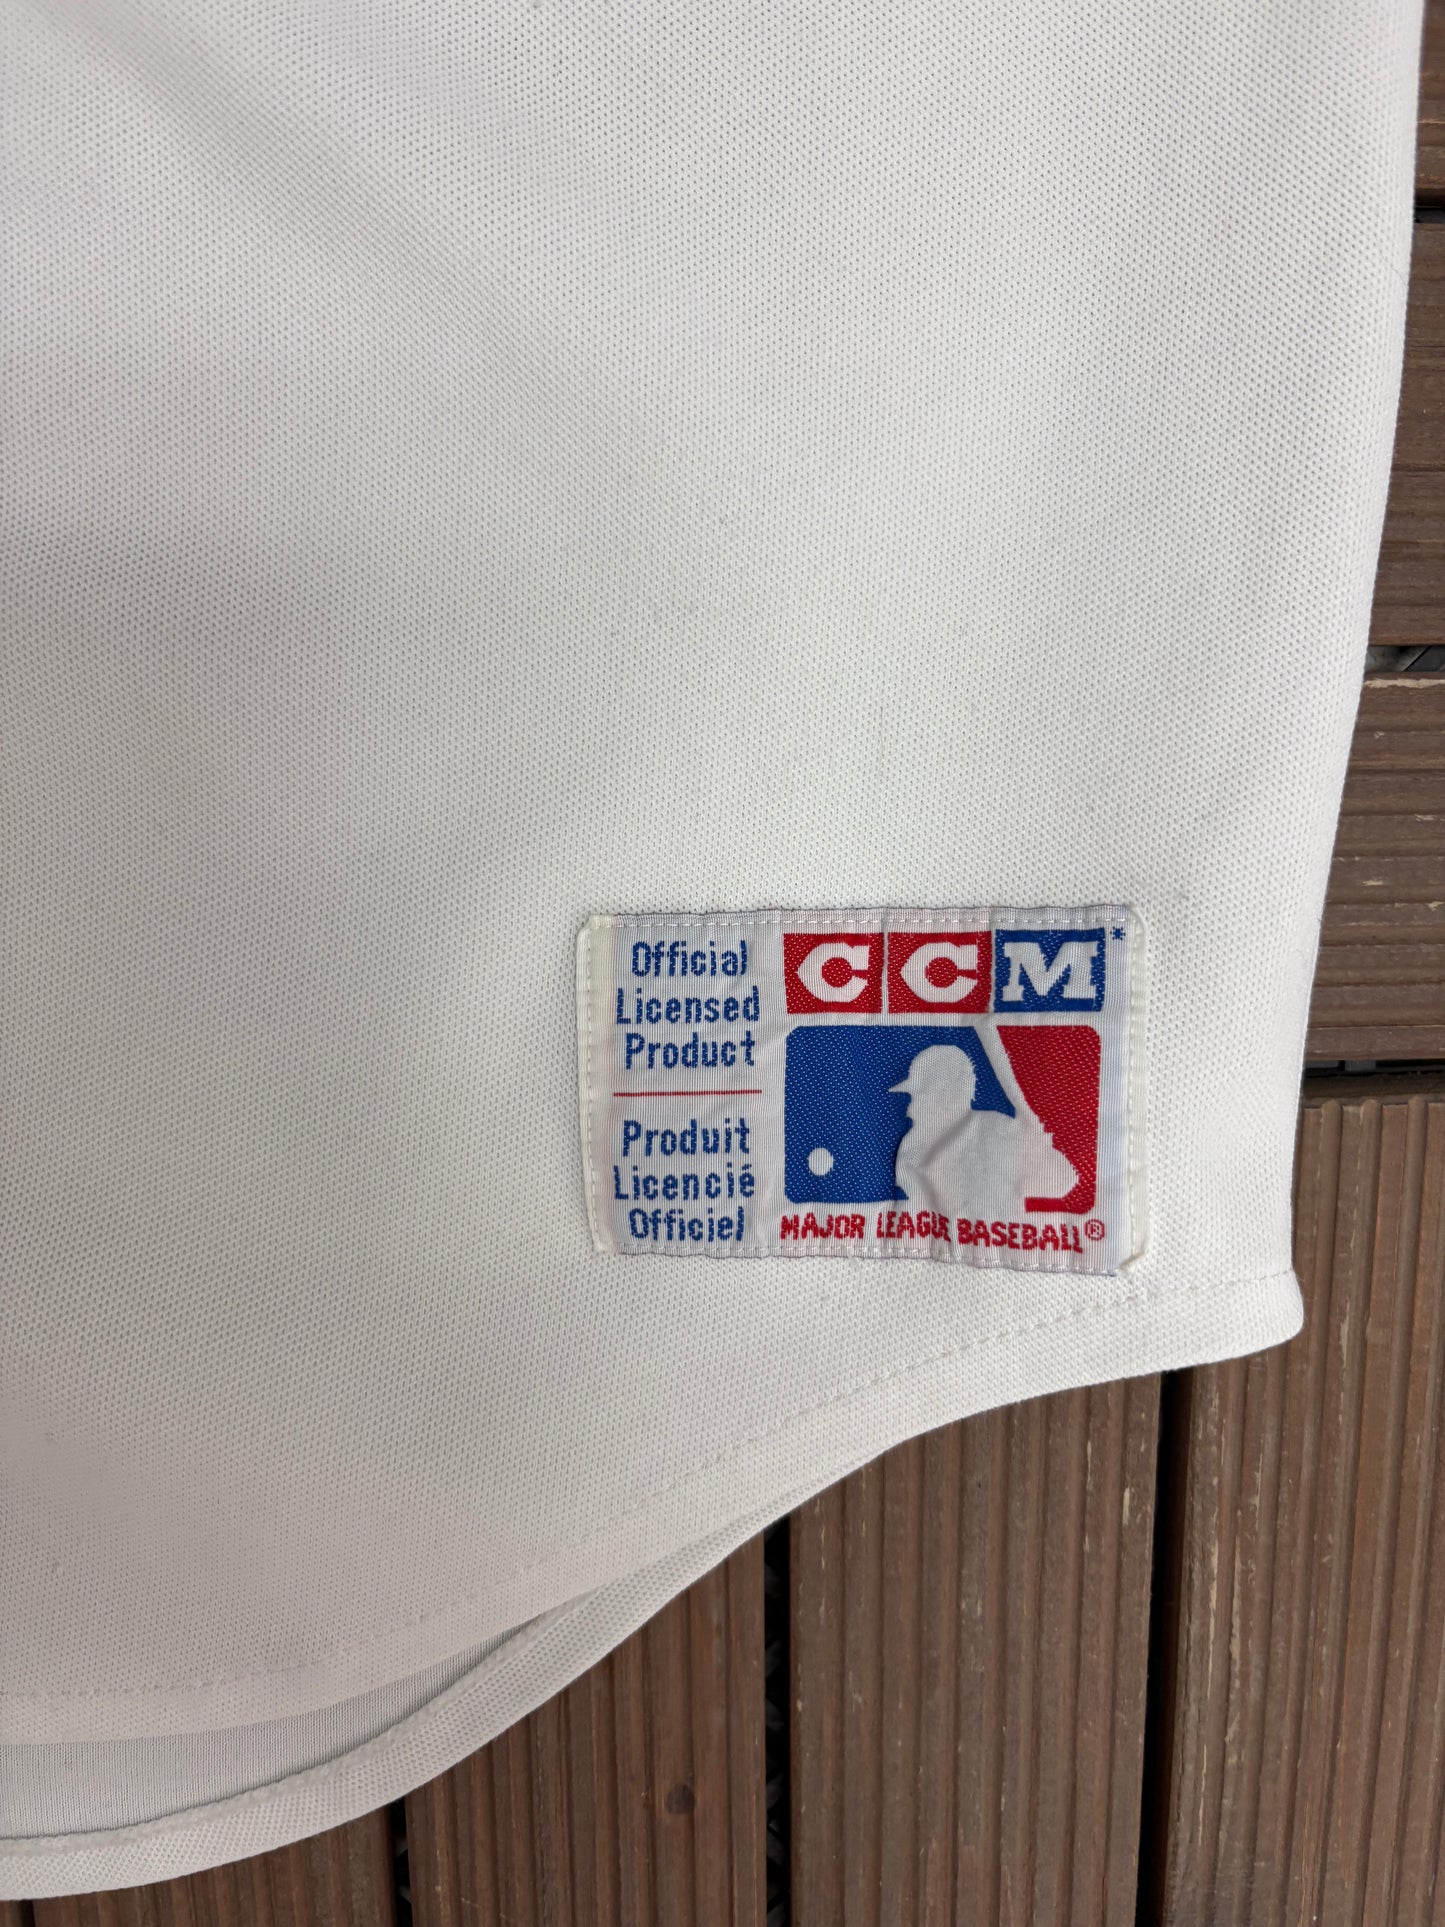 Official
Licensed
Product
Produit
Licencié
Officiel
CCM*
MAJOR LEAGUE BASEBALL®